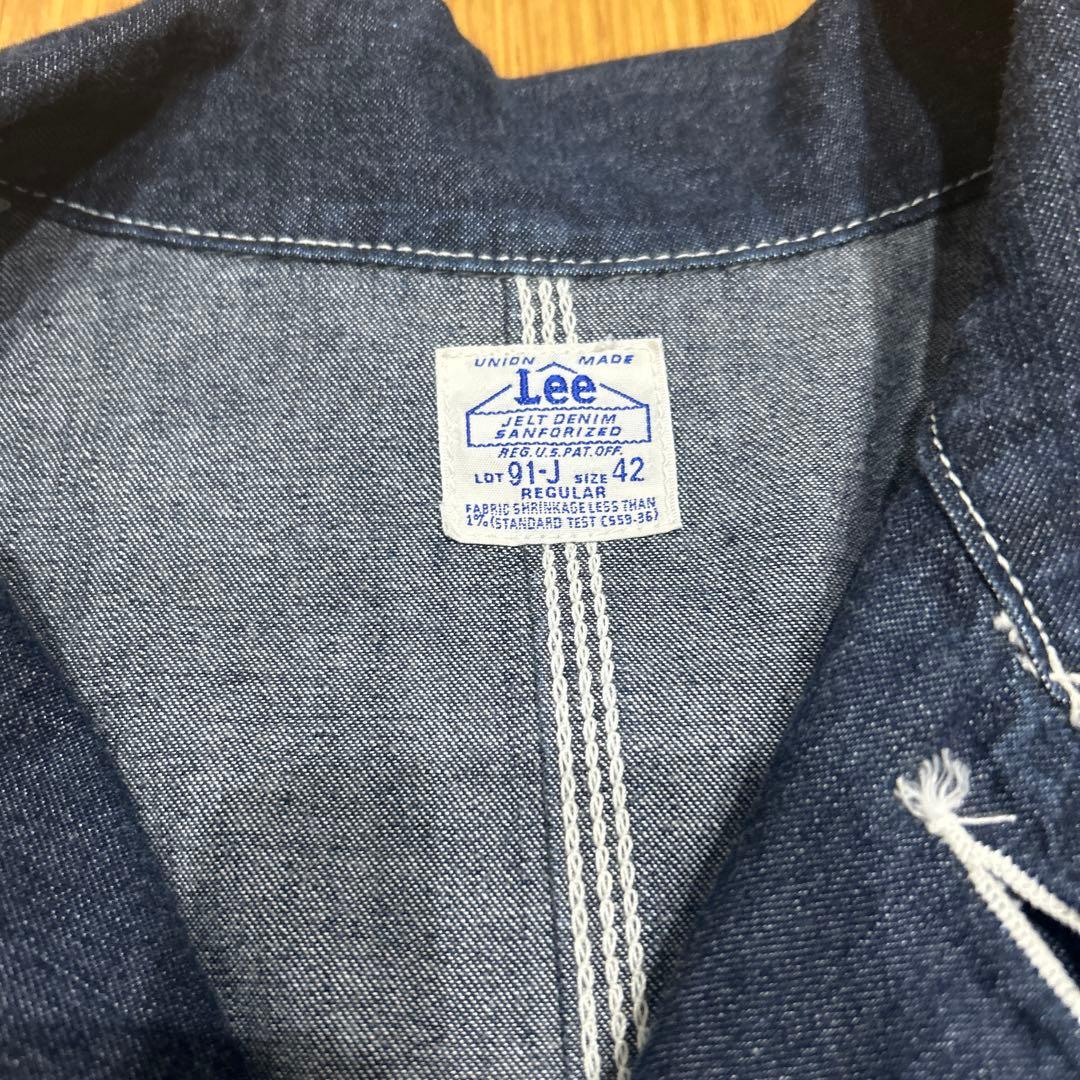 UNION MADE
Lee
JELT DENIM
SANFORIZED
REG. U.S. PAT. OFF.
LOT 91-J SIZE 42
REGULAR
FABRIC SHRINKAGE LESS THAN
1% (STANDARD TEST CS59-36)